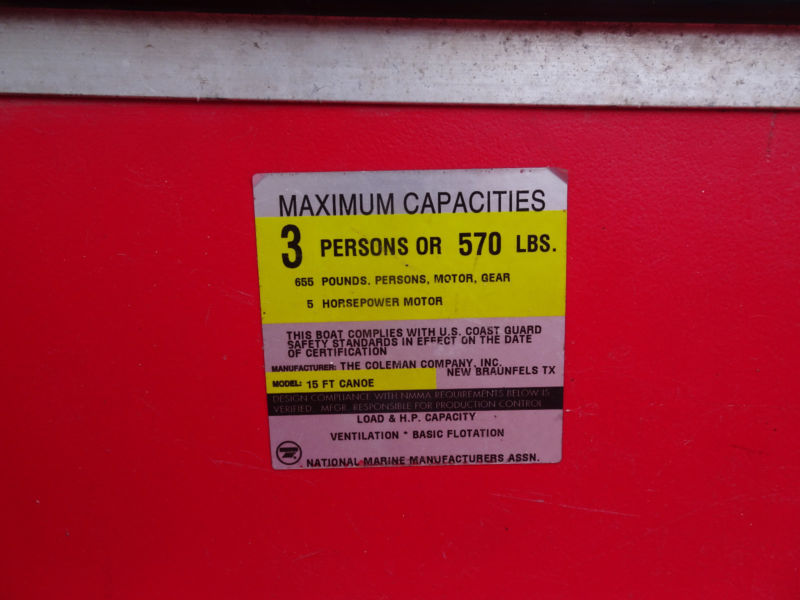 MAXIMUM CAPACITIES
3 PERSONS OR 570 LBS.
655 POUNDS, PERSONS, MOTOR, GEAR
5 HORSEPOWER MOTOR
THIS BOAT COMPLIES WITH U.S. COAST GUARD
SAFETY STANDARDS IN EFFECT ON THE DATE
OF CERTIFICATION
MANUFACTURER: THE COLEMAN COMPANY, INC.
NEW BRAUNFELS TX
MODEL: 15 FT CANOE
DESIGN COMPLIANCE WITH NMMA REQUIREMENTS BELOW IS
VERIFIED. MFGR. RESPONSIBLE FOR PRODUCTION CONTROL
LOAD & H.P. CAPACITY
VENTILATION * BASIC FLOTATION
NATIONAL MARINE MANUFACTURERS ASSN.